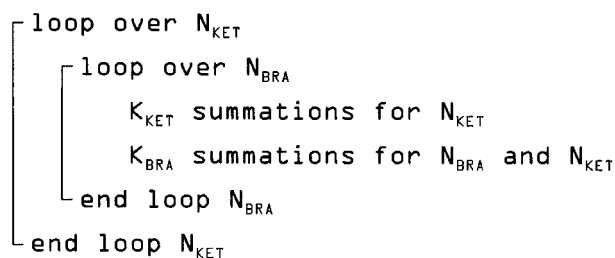 loop over N_KET
loop over N_BRA
K_KET summations for N_KET
K_BRA summations for N_BRA and N_KET
end loop N_BRA
end loop N_KET